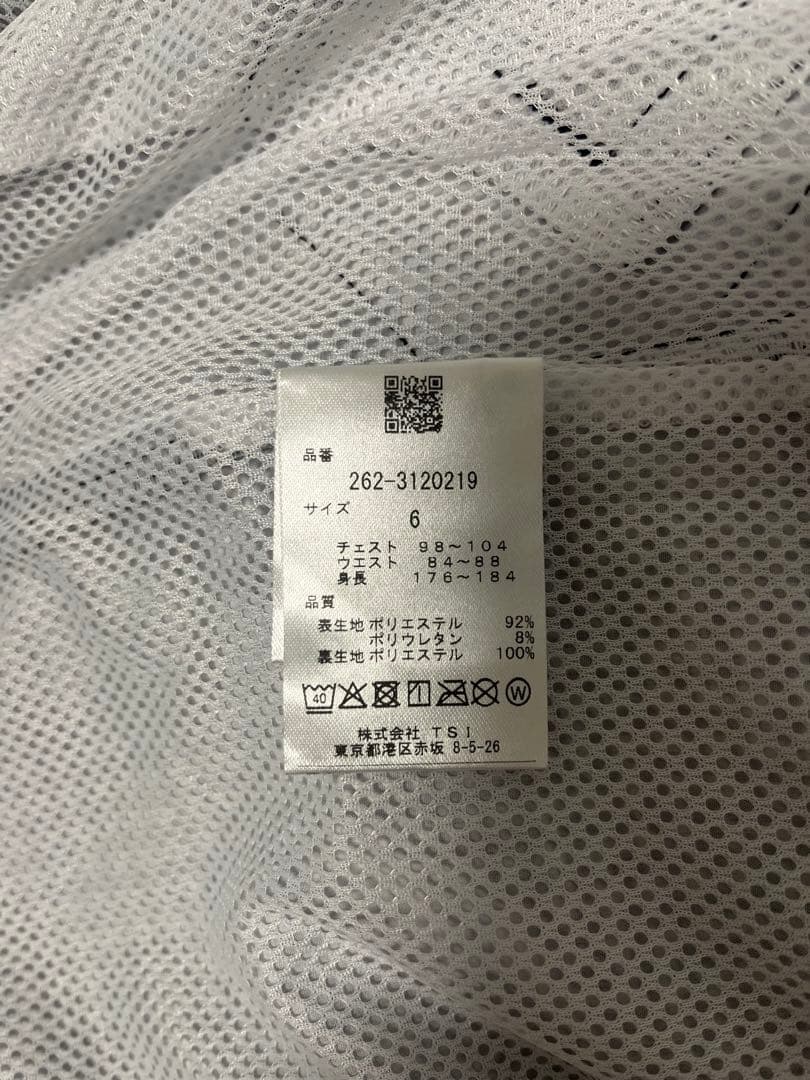 品番
262-3120219
サイズ
6
チェスト 98～104
ウエスト 84～88
身長 176～184
品質
表生地 ポリエステル 92%
ポリウレタン 8%
裏生地 ポリエステル 100%
40 W
株式会社 TSI
東京都港区赤坂 8-5-26